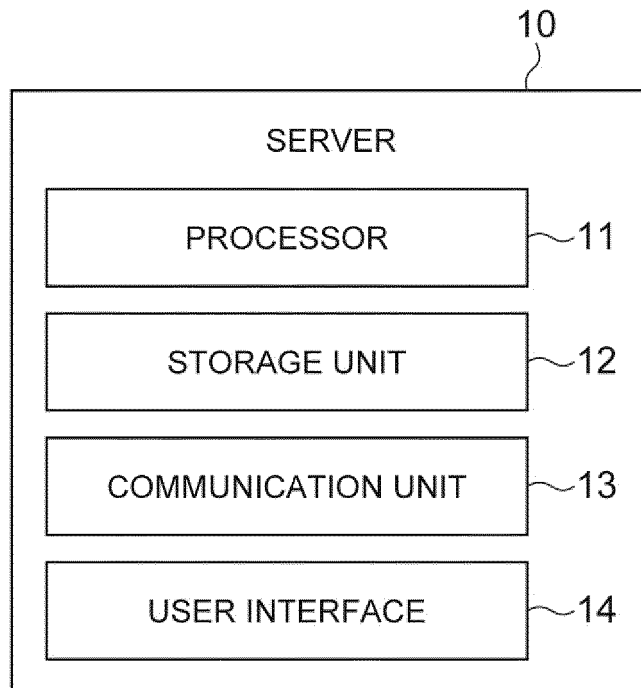 10
SERVER
PROCESSOR 11
STORAGE UNIT 12
COMMUNICATION UNIT 13
USER INTERFACE 14